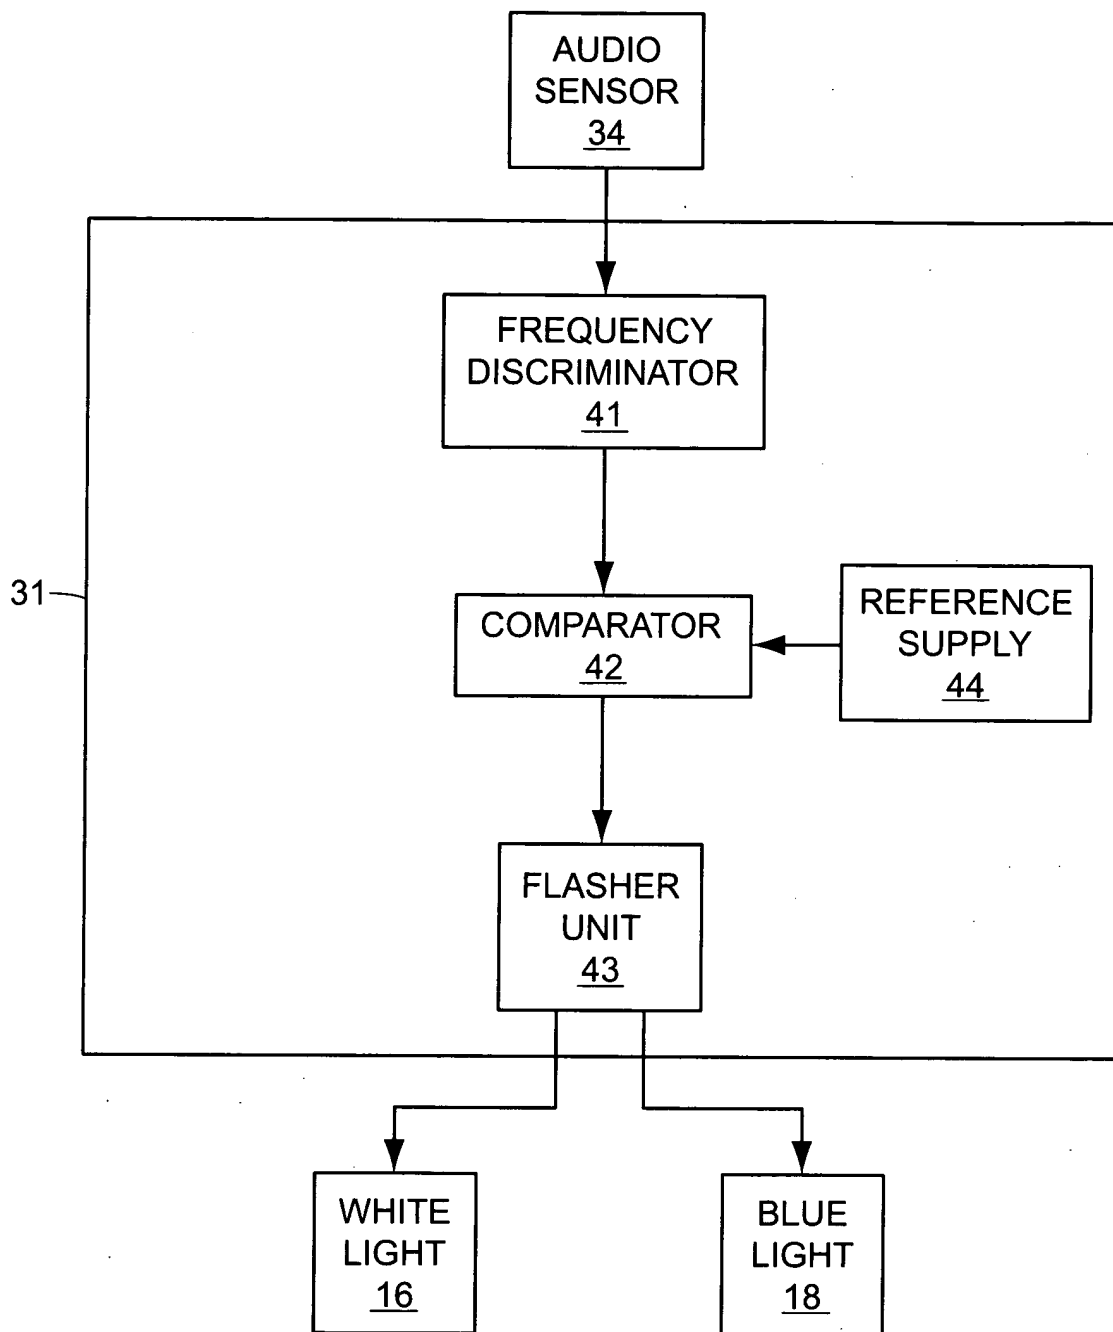 AUDIO
SENSOR
34
FREQUENCY
DISCRIMINATOR
41
31
COMPARATOR
42
REFERENCE
SUPPLY
44
FLASHER
UNIT
43
WHITE
LIGHT
16
BLUE
LIGHT
18